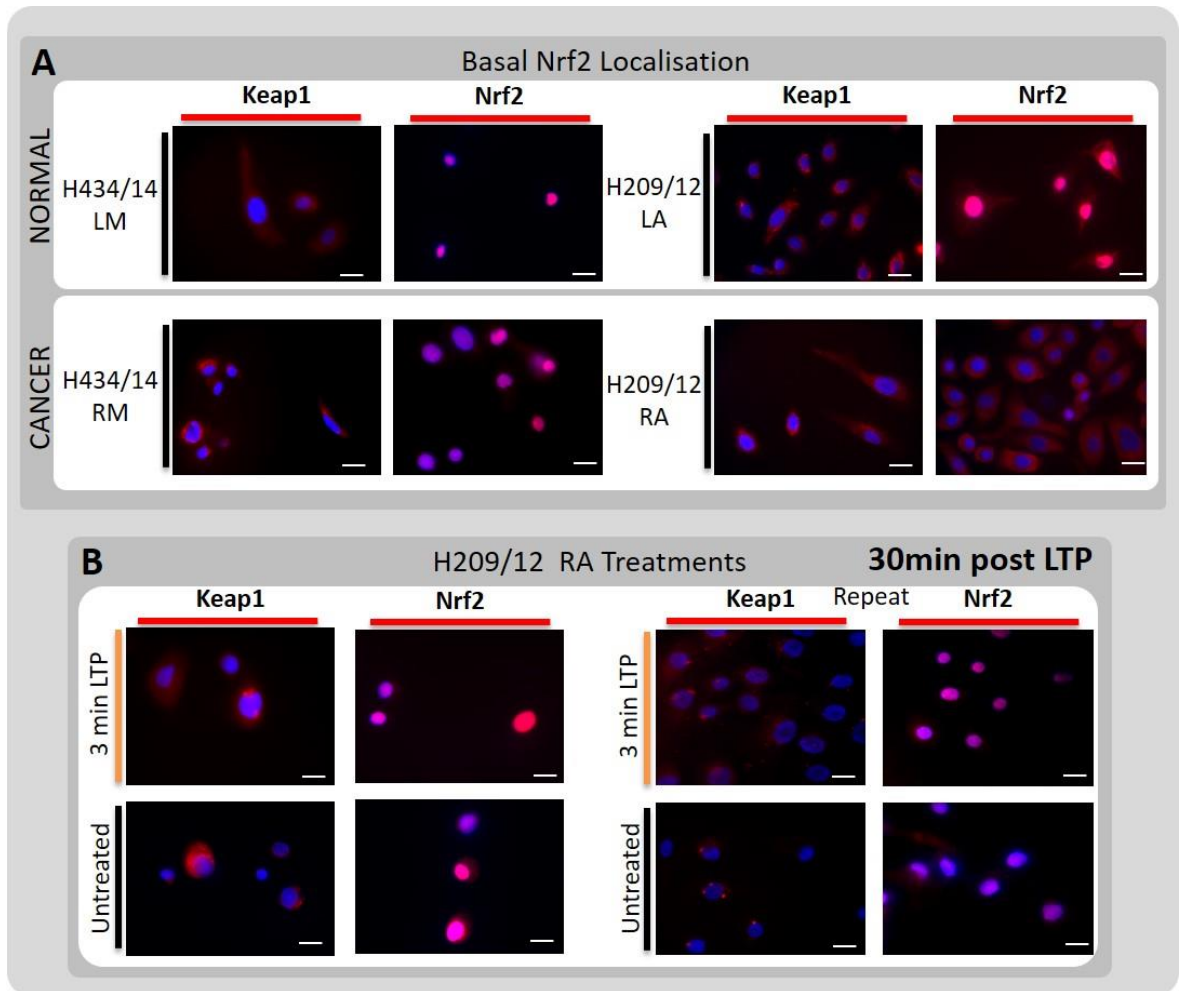 A
Basal Nrf2 Localisation
Keap1
Nrf2
Keap1
Nrf2
NORMAL
H434/14
LM
H209/12
LA
CANCER
H434/14
RM
H209/12
RA
B
H209/12 RA Treatments
30min post LTP
Keap1
Nrf2
Keap1
Repeat
Nrf2
3 min LTP
3 min LTP
Untreated
Untreated